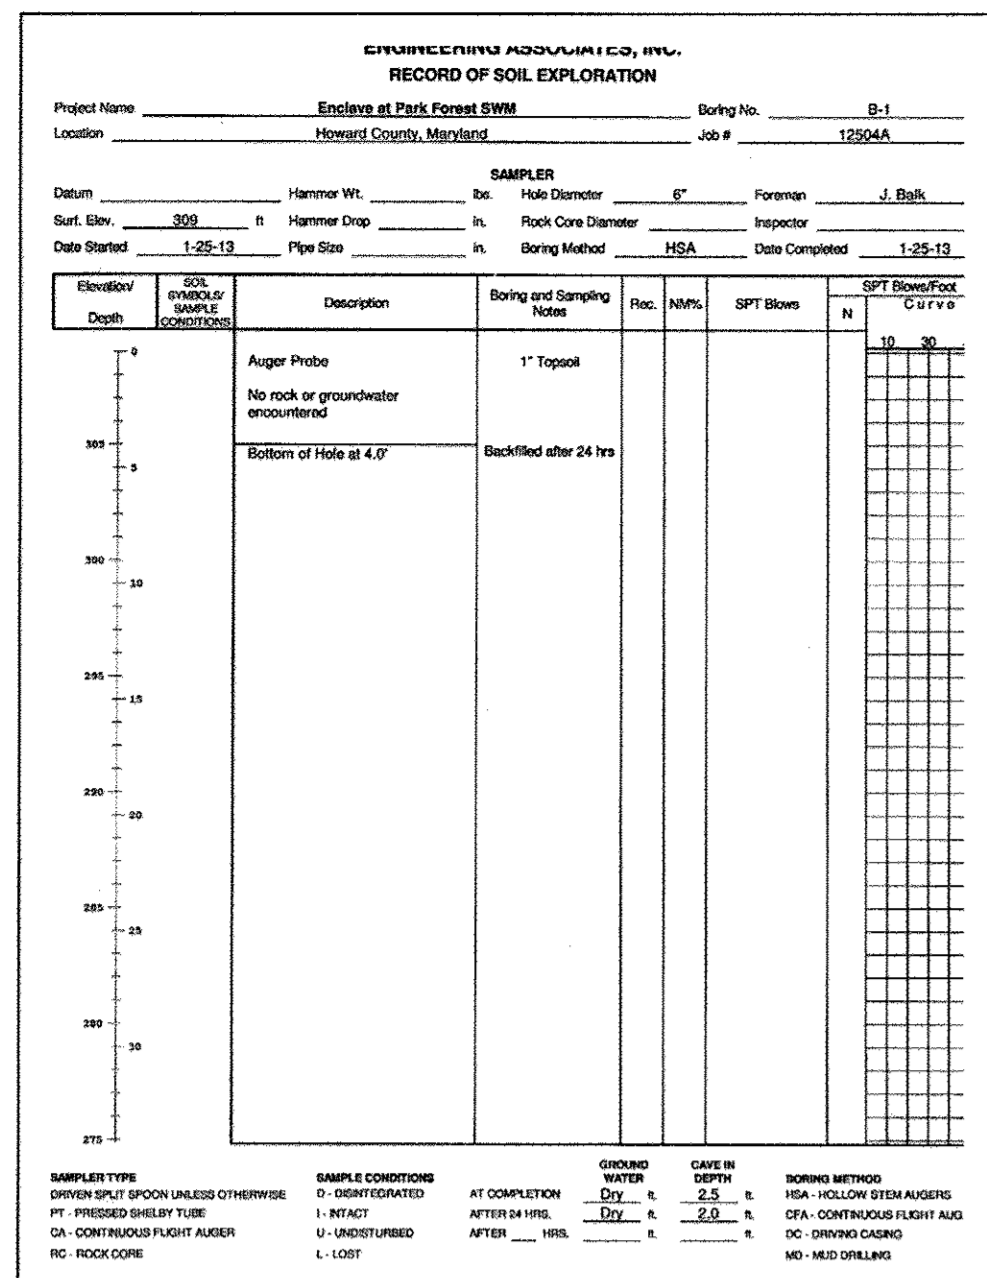 ENGINEERING ASSOCIATES, INC.
RECORD OF SOIL EXPLORATION
Project Name Enclave at Park Forest SWM Boring No. B-1
Location Howard County, Maryland Job # 12504A
SAMPLER
Datum Hammer Wt. lbs. Hole Diameter 6" Foreman J. Balk
Surf. Elev. 309 ft Hammer Drop in. Rock Core Diameter Inspector
Date Started 1-25-13 Pipe Size in. Boring Method HSA Date Completed 1-25-13
Elevation/ Depth
SOIL SYMBOLS/ SAMPLE CONDITIONS
Description
Boring and Sampling Notes
Rec.
NM%
SPT Blows
SPT Blows/Foot
N
Curve
10 30
0
Auger Probe 1" Topsoil
No rock or groundwater
encountered
305
Bottom of Hole at 4.0' Backfilled after 24 hrs
5
300
10
295
15
290
20
285
25
280
30
275
GROUND WATER CAVE IN DEPTH
SAMPLER TYPE SAMPLE CONDITIONS BORING METHOD
DRIVEN SPLIT SPOON UNLESS OTHERWISE D - DISINTEGRATED AT COMPLETION Dry ft. 2.5 ft. HSA - HOLLOW STEM AUGERS
PT - PRESSED SHELBY TUBE I - INTACT AFTER 24 HRS. Dry ft. 2.0 ft. CFA - CONTINUOUS FLIGHT AUG
CA - CONTINUOUS FLIGHT AUGER U - UNDISTURBED AFTER ___ HRS. ft. ft. DC - DRIVING CASING
RC - ROCK CORE L - LOST MD - MUD DRILLING